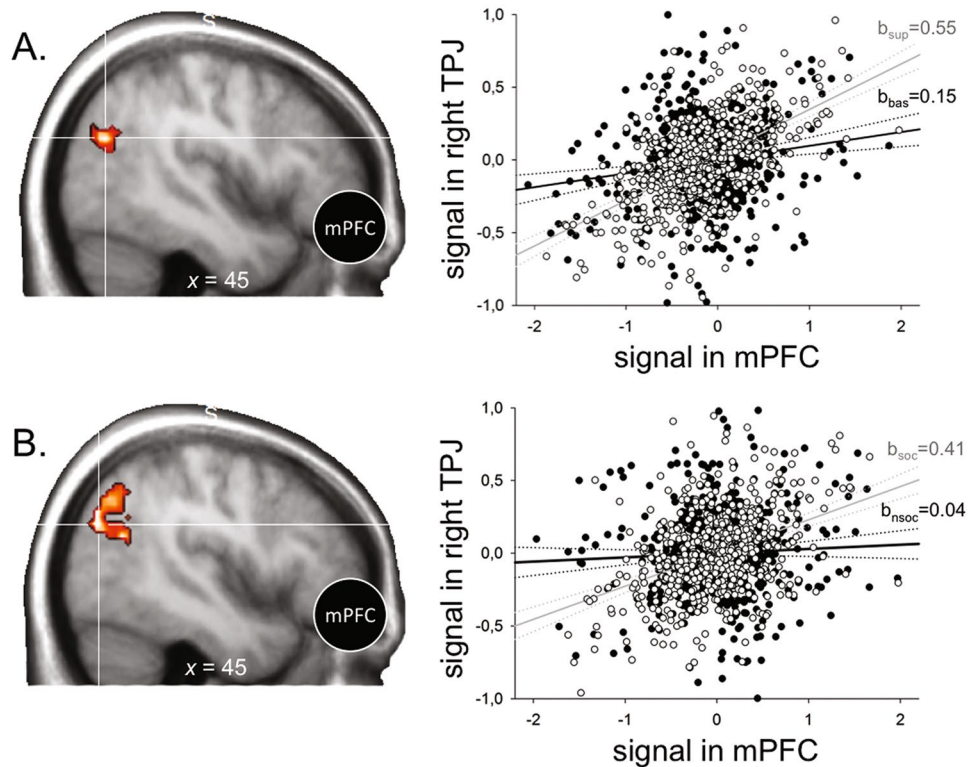 A.
S
mPFC
x = 45
signal in right TPJ
1,0
0,5
0,0
-0,5
-1,0
-2
-1
0
1
2
signal in mPFC
bsup=0.55
bbas=0.15
B.
S
mPFC
x = 45
signal in right TPJ
1,0
0,5
0,0
-0,5
-1,0
-2
-1
0
1
2
signal in mPFC
bsoc=0.41
bnsoc=0.04